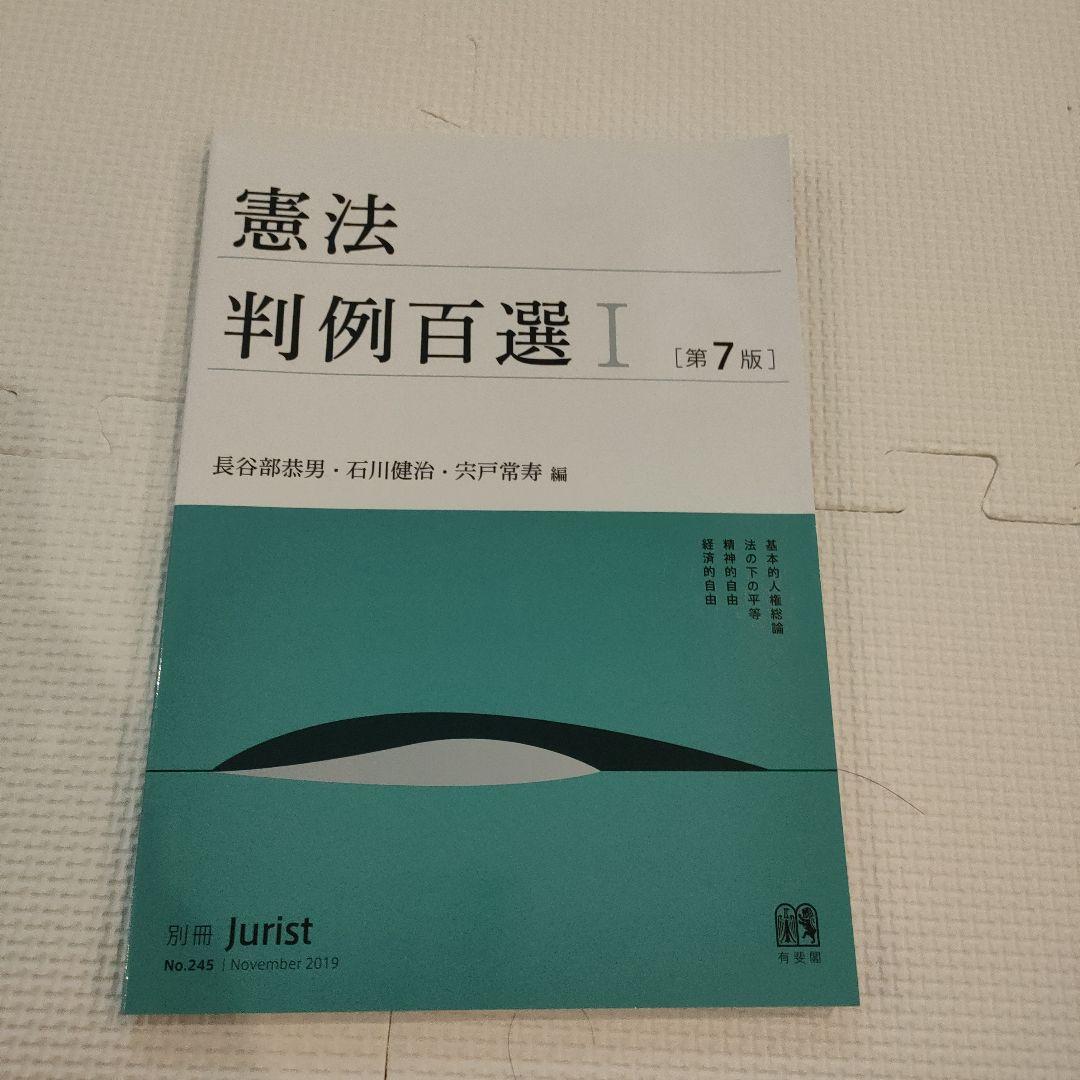 憲法
判例百選 I [第7版]
長谷部恭男・石川健治・宍戸常寿 編
基本的人権総論
法の下の平等
精神的自由
経済的自由
別冊 Jurist
No.245 | November 2019
有斐閣